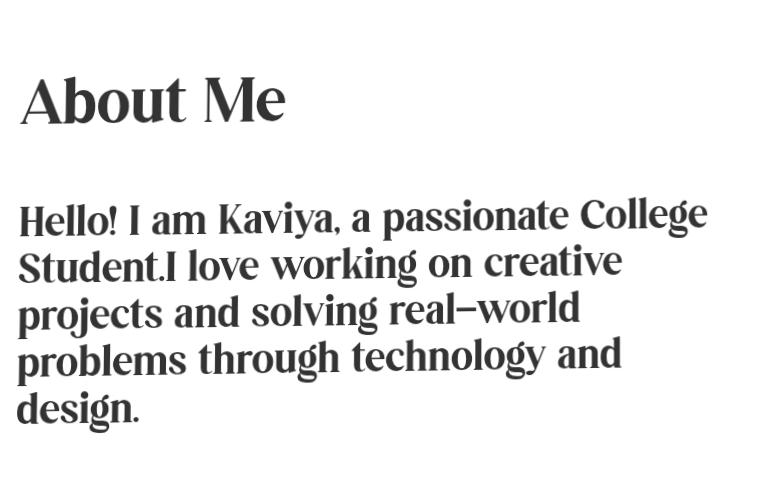 About Me
Hello! I am Kaviya, a passionate College
Student.I love working on creative
projects and solving real-world
problems through technology and
design.